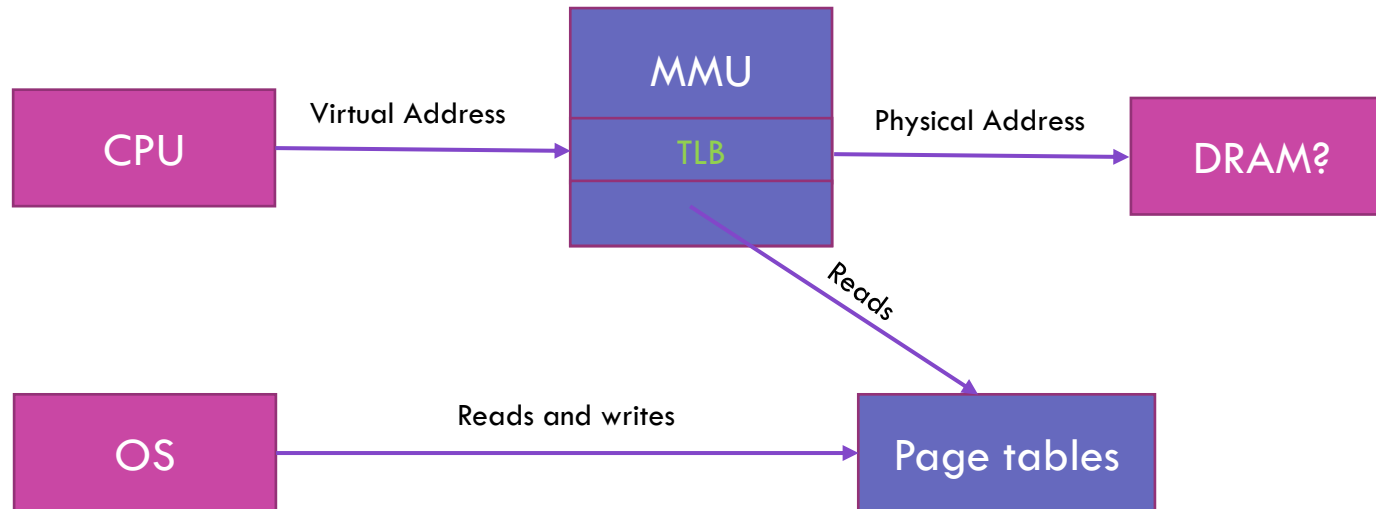 MMU
Virtual Address
Physical Address
CPU
TLB
DRAM?
Reads
Reads and writes
OS
Page tables